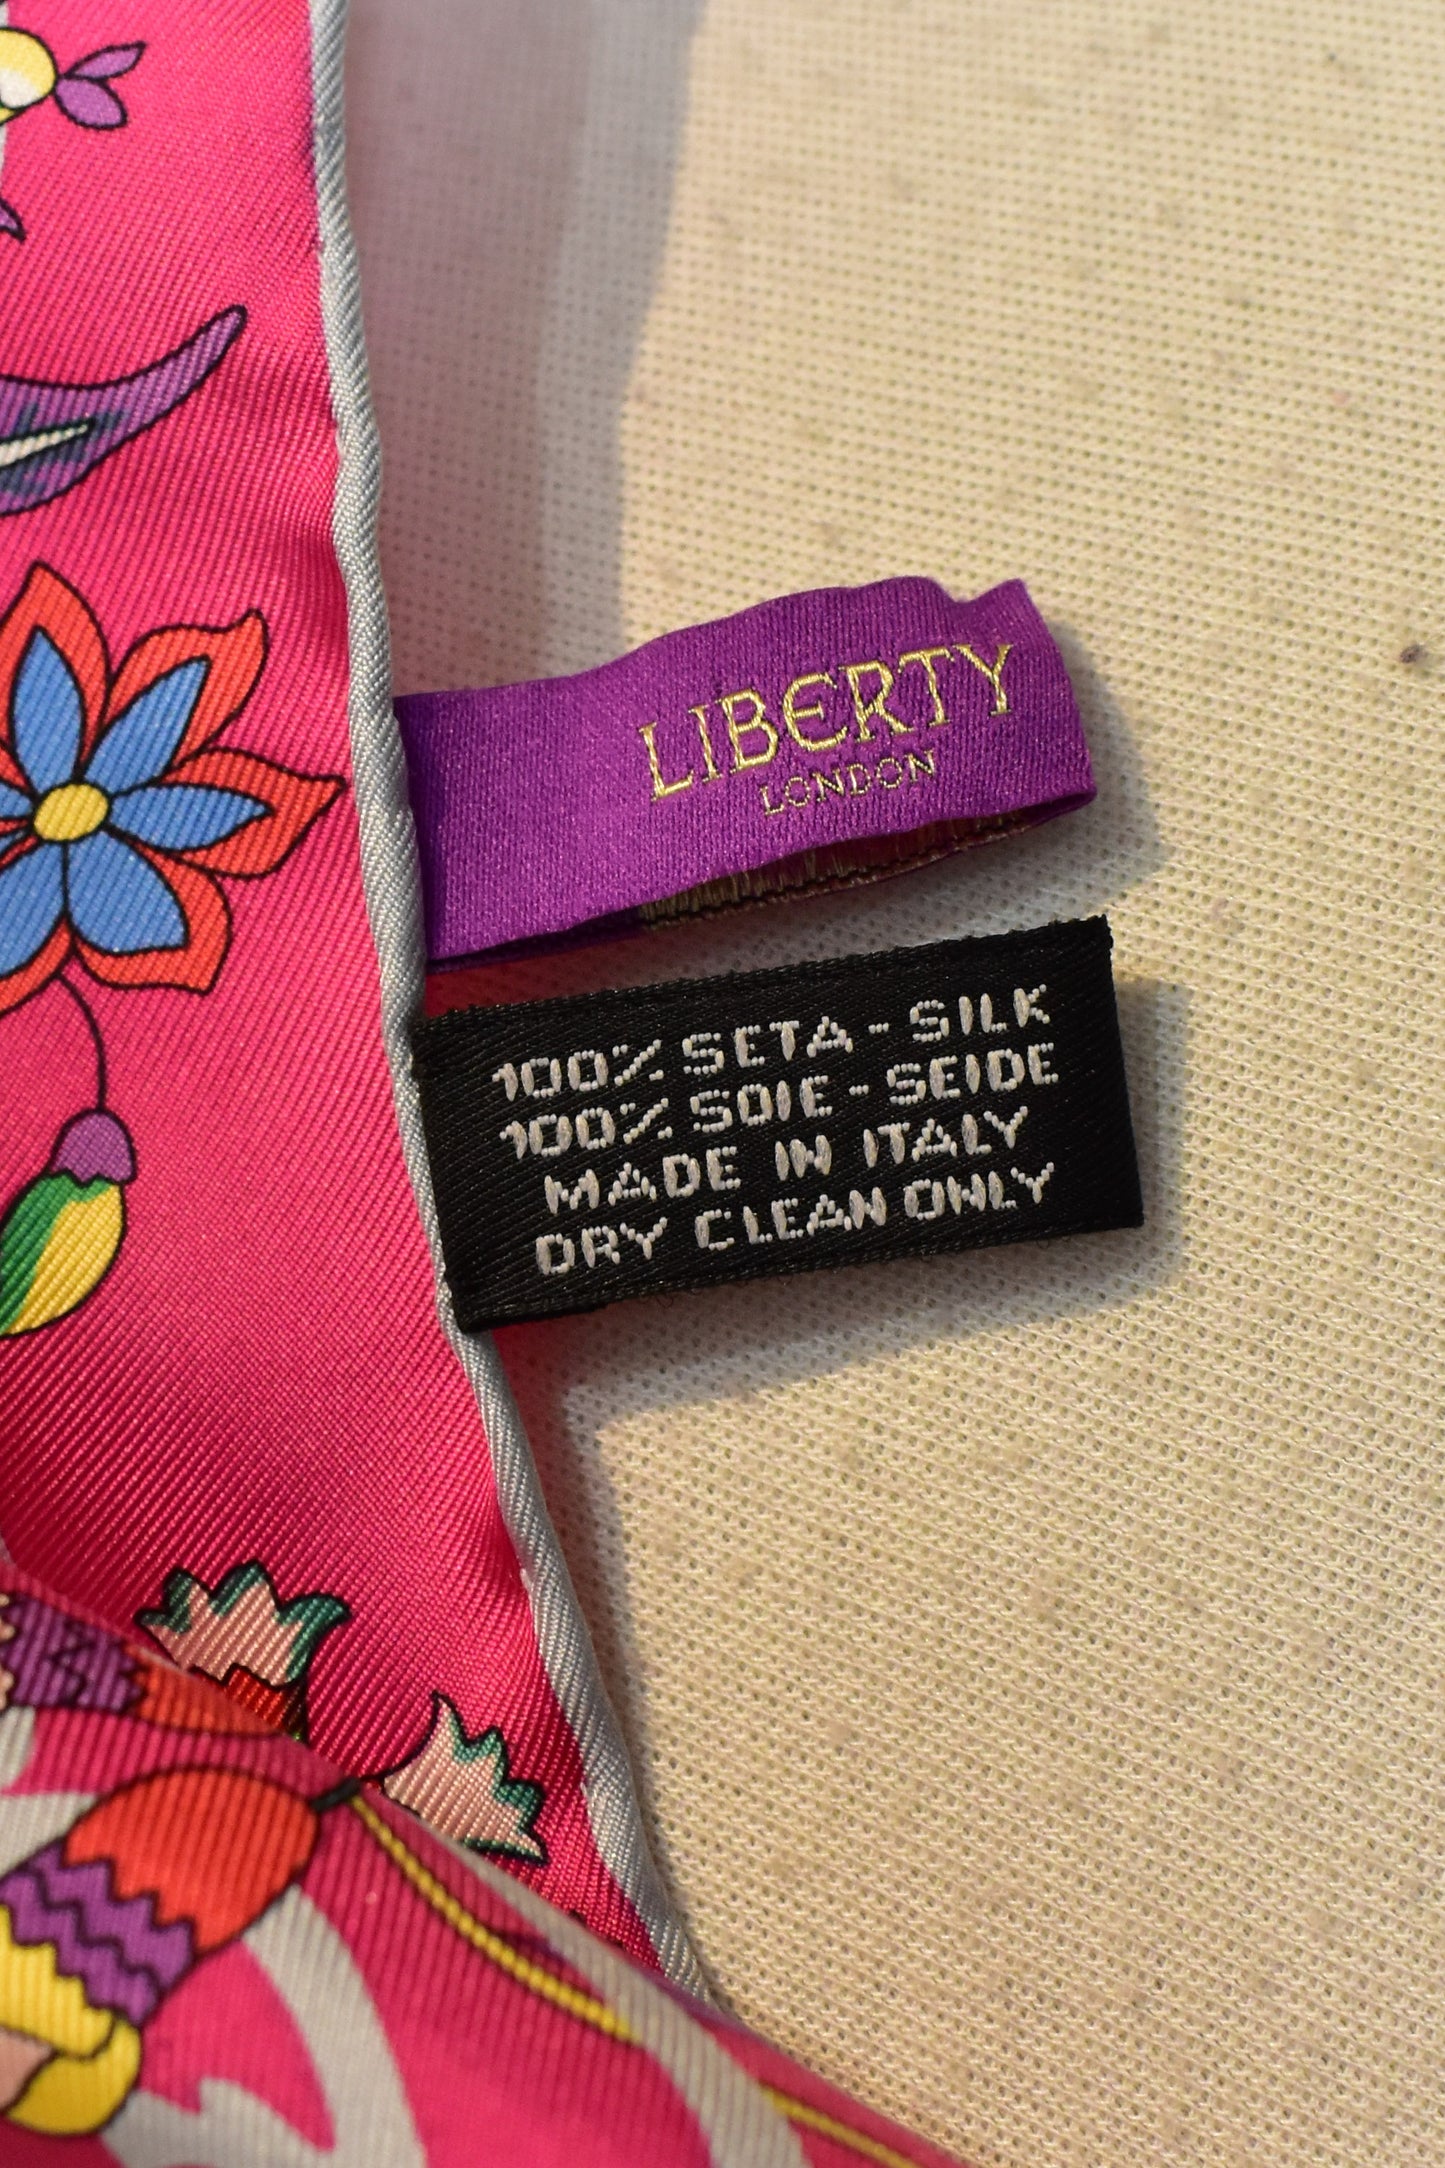 LIBERTY
LONDON
100% SETA - SILK
100% SOIE - SEIDE
MADE IN ITALY
DRY CLEAN ONLY